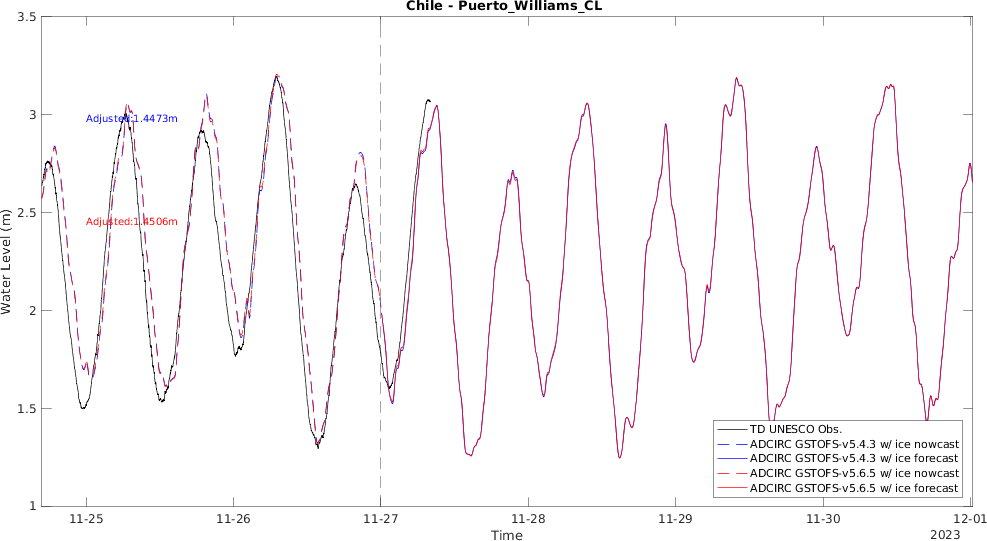 Chile - Puerto_Williams_CL
3.5
3
2.5
2
1.5
1
Water Level (m)
Adjusted:1.4473m
Adjusted:1.4506m
TD UNESCO Obs.
ADCIRC GSTOFS-v5.4.3 w/ ice nowcast
ADCIRC GSTOFS-v5.4.3 w/ ice forecast
ADCIRC GSTOFS-v5.6.5 w/ ice nowcast
ADCIRC GSTOFS-v5.6.5 w/ ice forecast
11-25
11-26
11-27
11-28
11-29
11-30
12-01
Time
2023